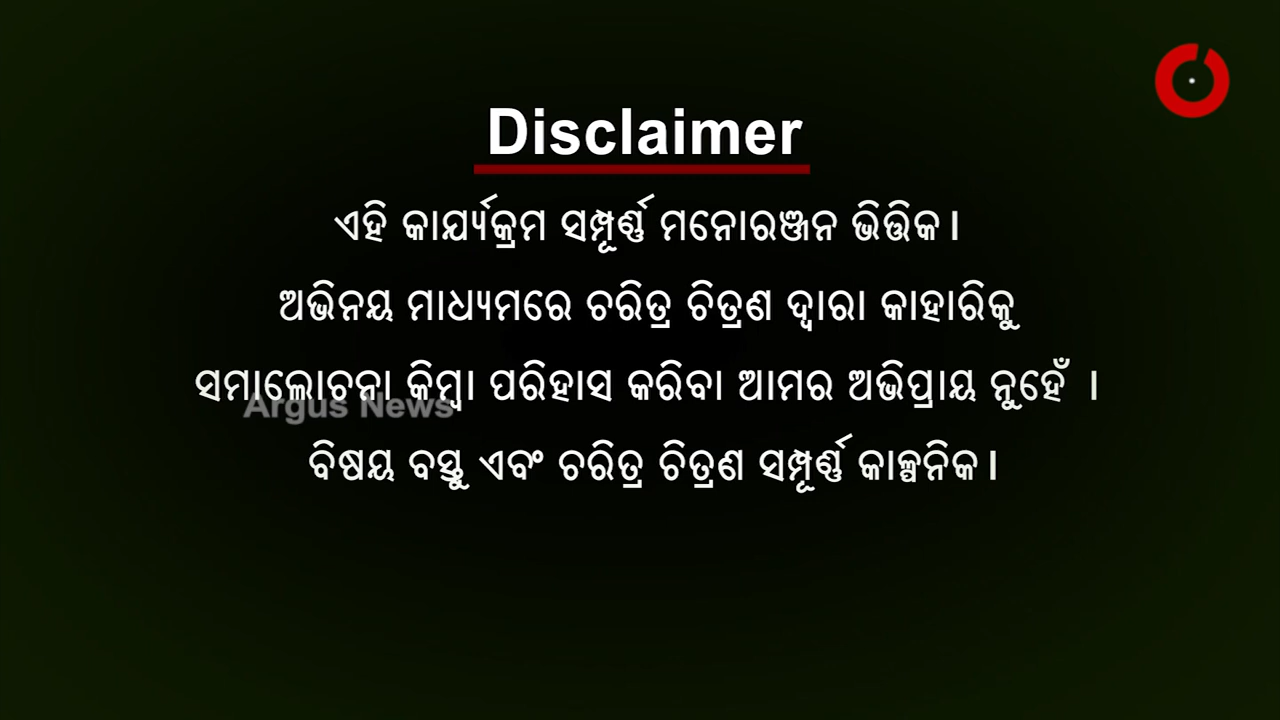 Disclaimer
ଏହି କାର୍ଯ୍ୟକ୍ରମ ସମ୍ପୂର୍ଣ୍ଣ ମନୋରଞ୍ଜନ ଭିତ୍ତିକ।
ଅଭିନୟ ମାଧ୍ୟମରେ ଚରିତ୍ର ଚିତ୍ରଣ ଦ୍ୱାରା କାହାରିକୁ
ସମାଲୋଚନା କିମ୍ବା ପରିହାସ କରିବା ଆମର ଅଭିପ୍ରାୟ ନୁହେଁ ।
Argus News
ବିଷୟ ବସ୍ତୁ ଏବଂ ଚରିତ୍ର ଚିତ୍ରଣ ସମ୍ପୂର୍ଣ୍ଣ କାଳ୍ପନିକ।